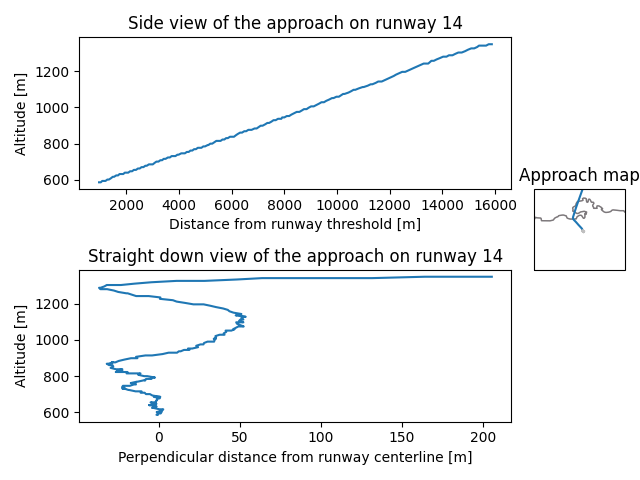 Side view of the approach on runway 14
Altitude [m]
1200
1000
800
600
2000 4000 6000 8000 10000 12000 14000 16000
Distance from runway threshold [m]
Approach map
Straight down view of the approach on runway 14
Altitude [m]
1200
1000
800
600
0 50 100 150 200
Perpendicular distance from runway centerline [m]